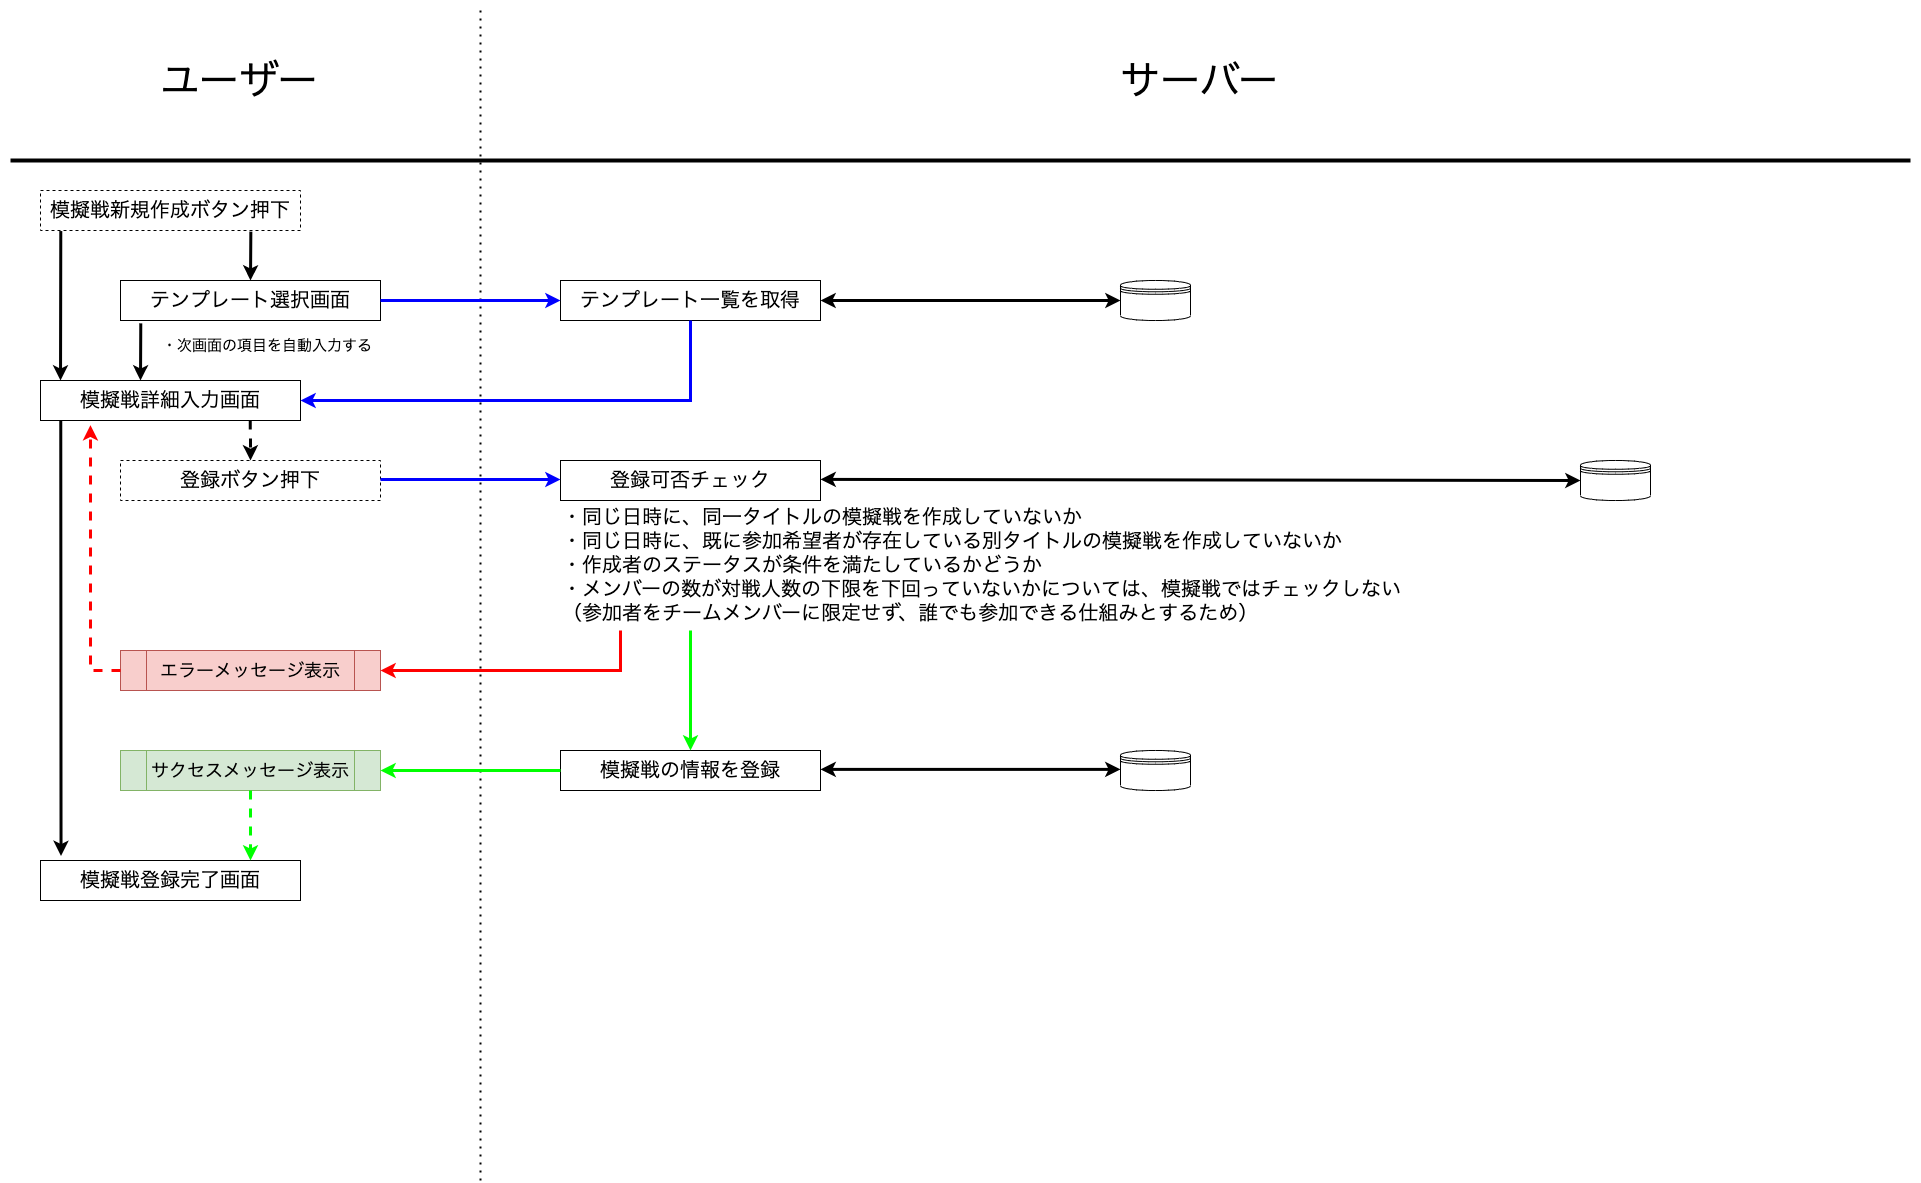 ユーザー
サーバー
模擬戦新規作成ボタン押下
テンプレート選択画面
テンプレート一覧を取得
・次画面の項目を自動入力する
模擬戦詳細入力画面
登録ボタン押下
登録可否チェック
・同じ日時に、同一タイトルの模擬戦を作成していないか
・同じ日時に、既に参加希望者が存在している別タイトルの模擬戦を作成していないか
・作成者のステータスが条件を満たしているかどうか
・メンバーの数が対戦人数の下限を下回っていないかについては、模擬戦ではチェックしない
（参加者をチームメンバーに限定せず、誰でも参加できる仕組みとするため）
エラーメッセージ表示
サクセスメッセージ表示
模擬戦の情報を登録
模擬戦登録完了画面